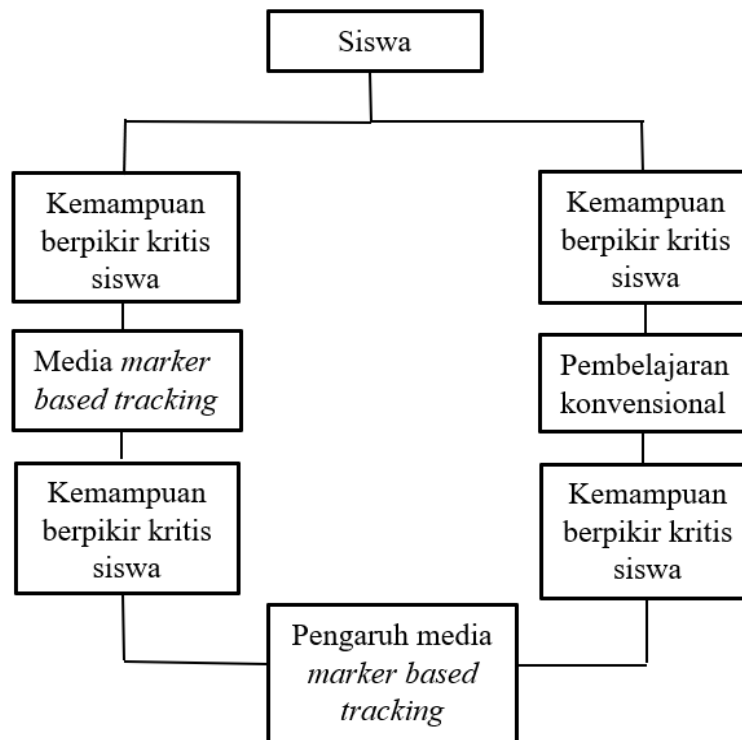 Siswa
Kemampuan
berpikir kritis
siswa
Kemampuan
berpikir kritis
siswa
Media marker
based tracking
Pembelajaran
konvensional
Kemampuan
berpikir kritis
siswa
Kemampuan
berpikir kritis
siswa
Pengaruh media
marker based
tracking